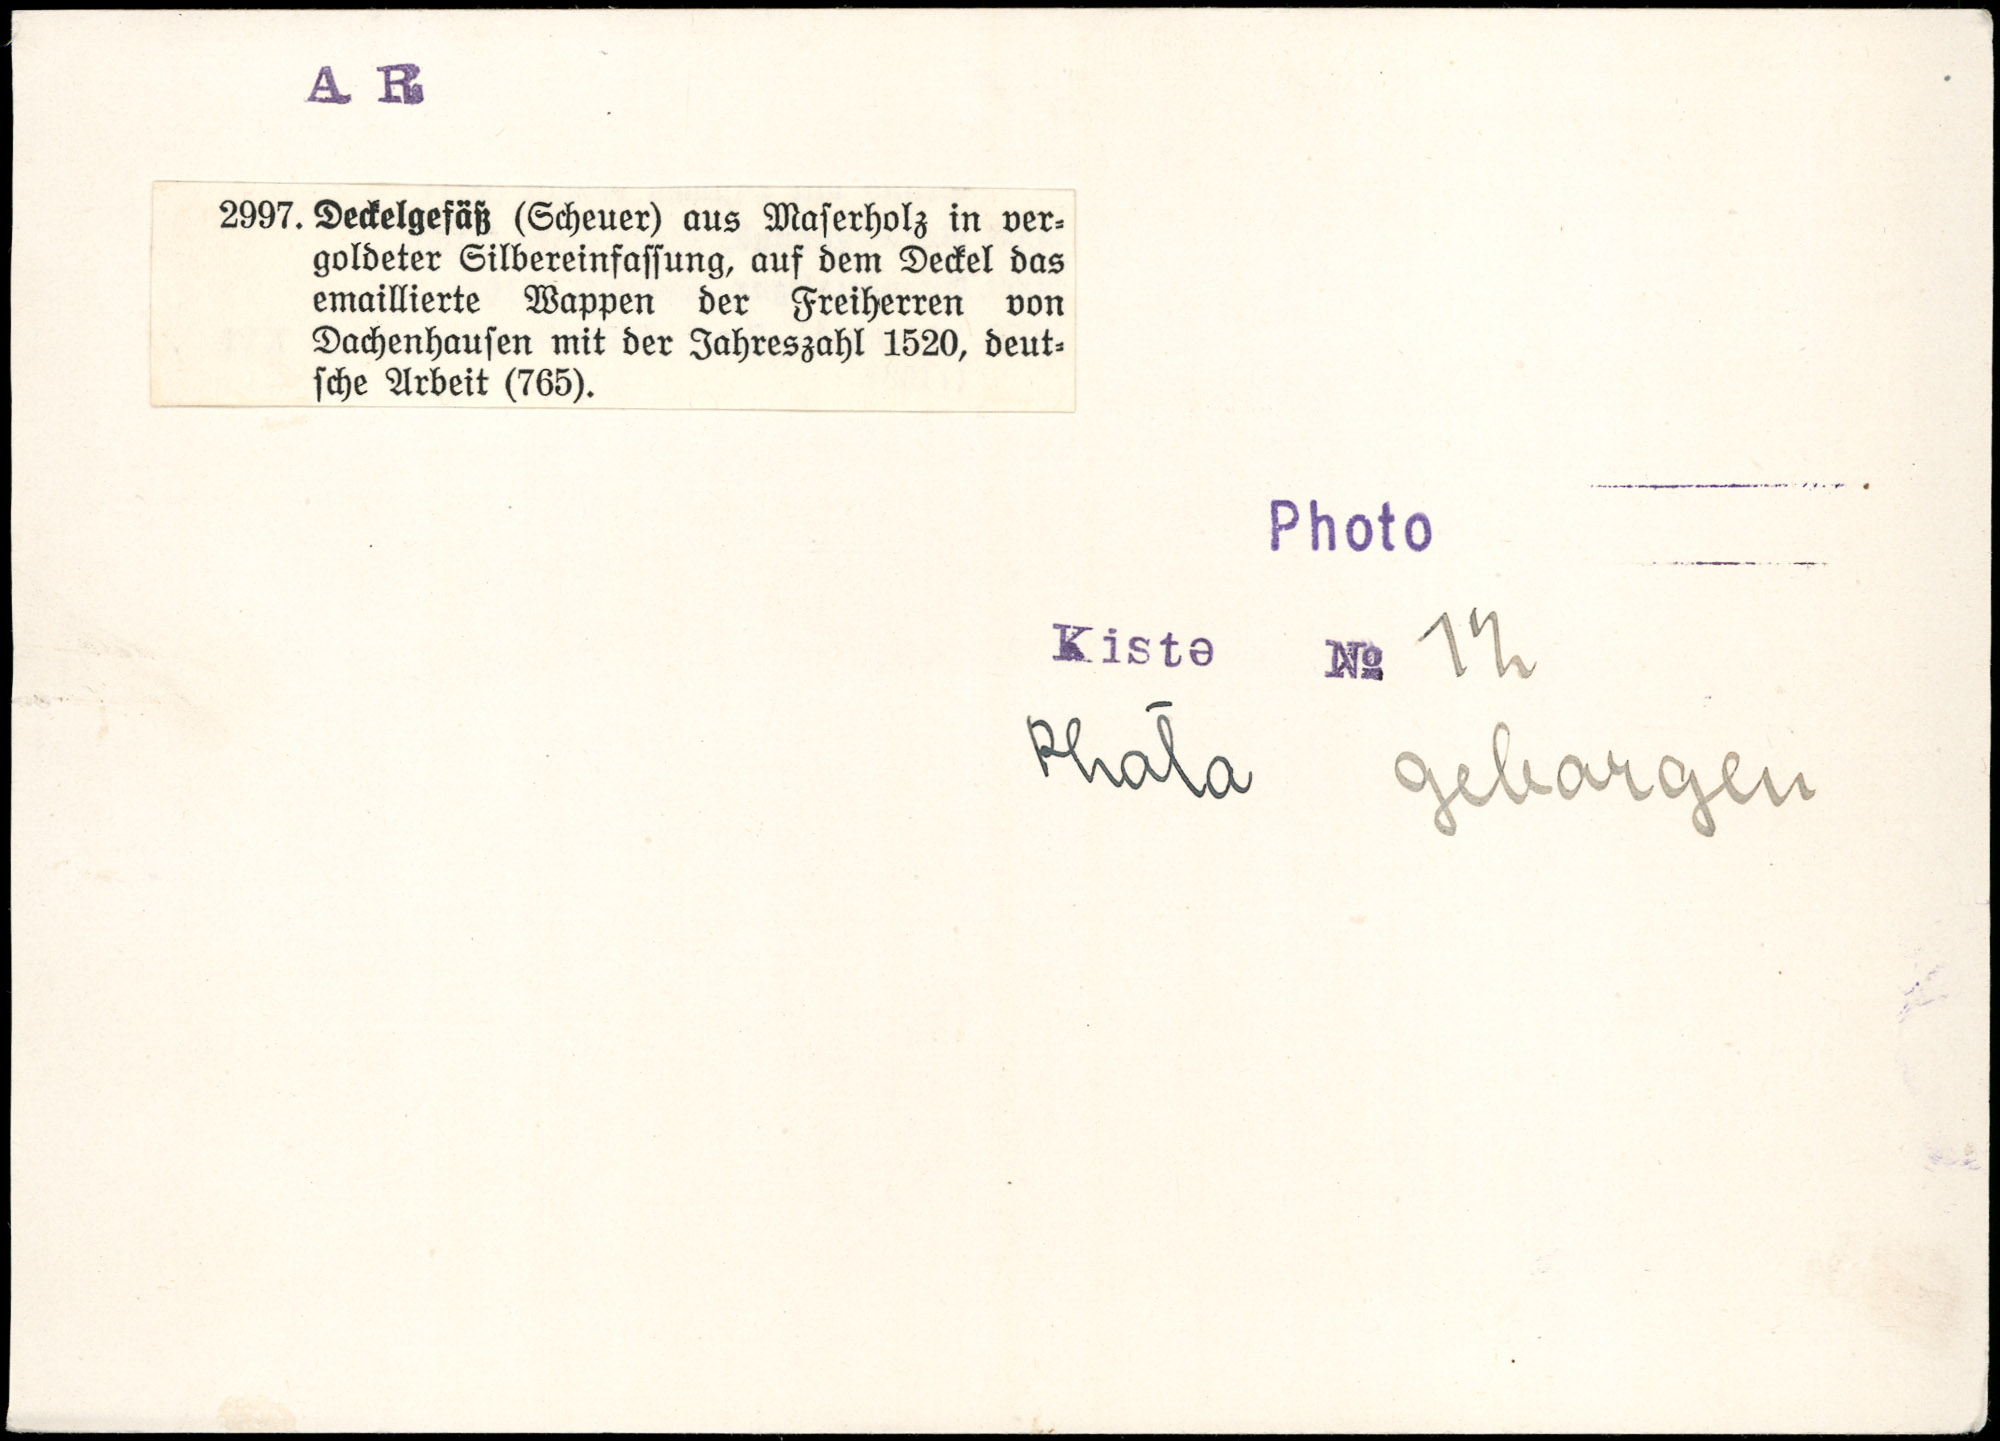 A R
2997. Deckelgefäß (Scheuer) aus Maserholz in ver-
goldeter Silbereinfassung, auf dem Deckel das
emaillierte Wappen der Freiherren von
Dachenhausen mit der Jahreszahl 1520, deut-
sche Arbeit (765).
Photo
Kiste № 12
Photo geborgen